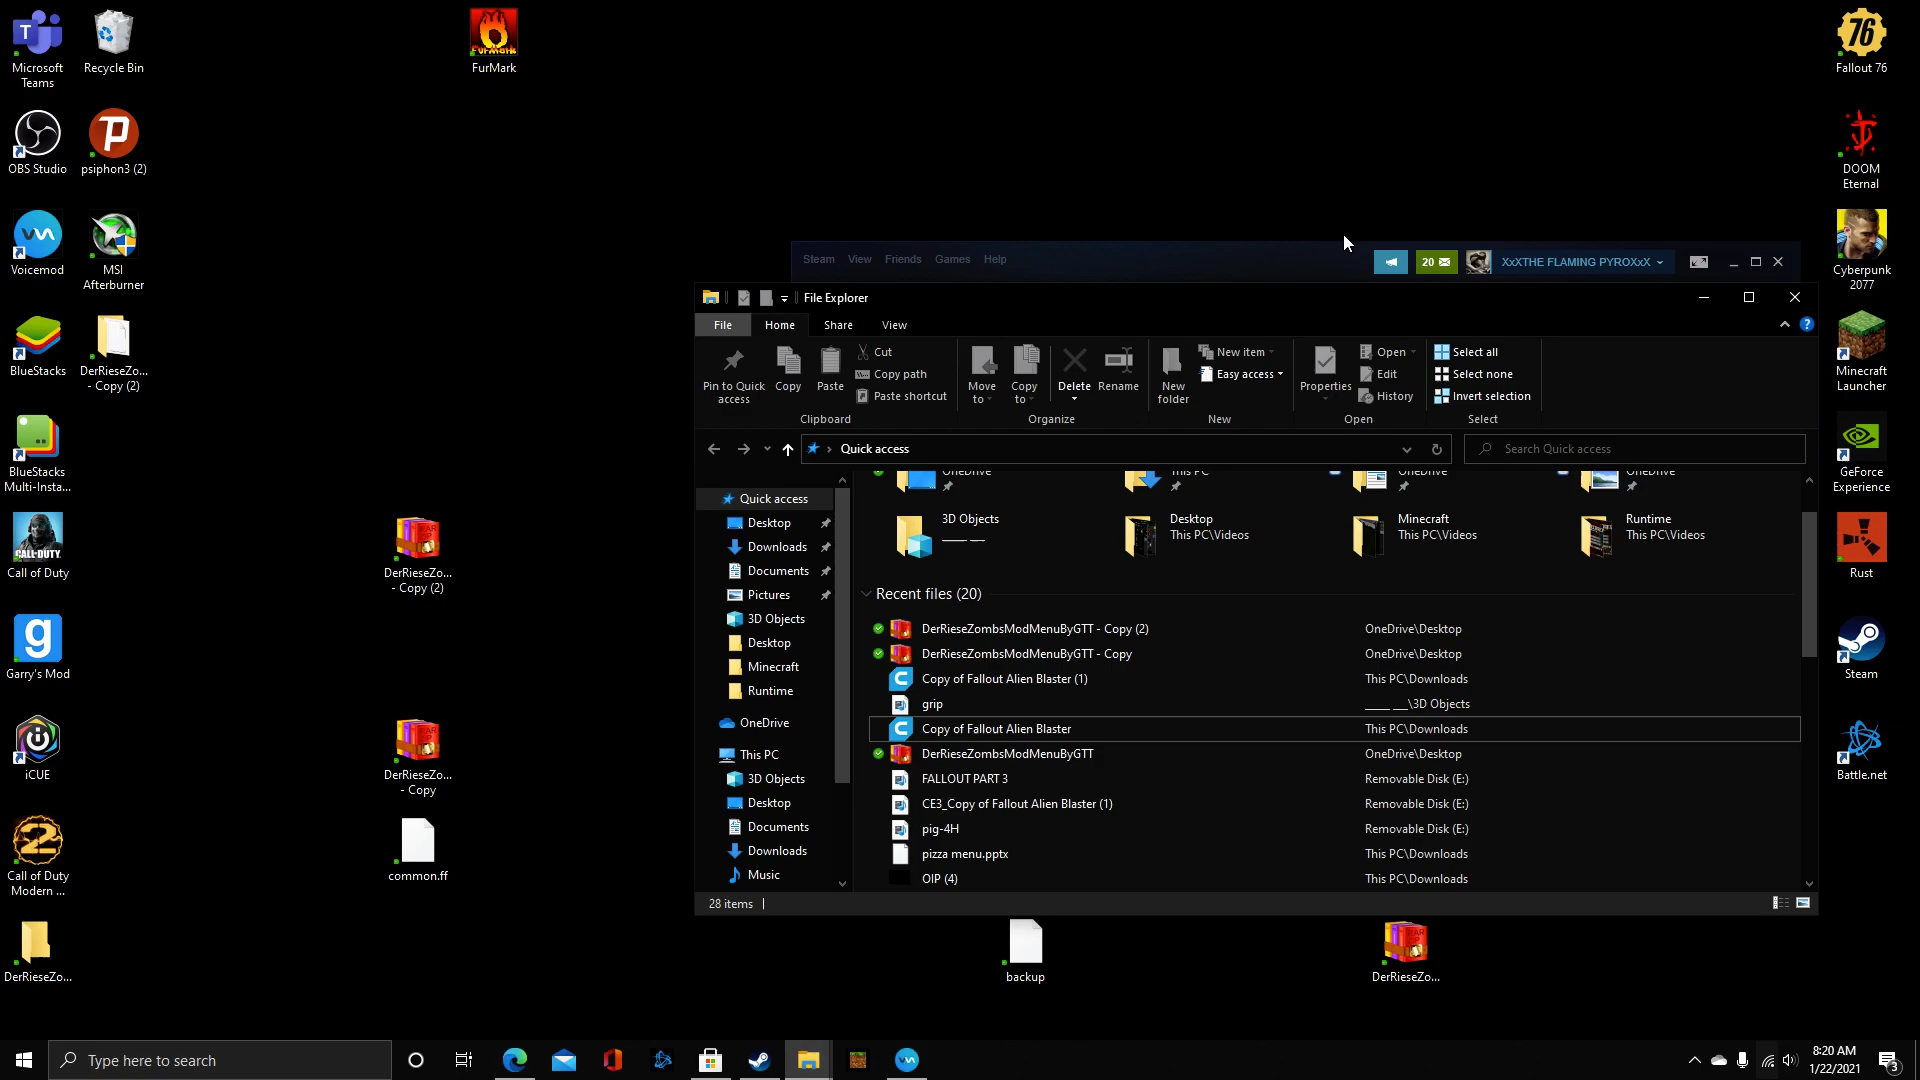 Microsoft
Teams
Recycle Bin
FurMark
OBS Studio
psiphon3 (2)
Voicemod
MSI
Afterburner
BlueStacks
DerRieseZo...
- Copy (2)
BlueStacks
Multi-Insta...
Call of Duty
Garry's Mod
iCUE
Call of Duty
Modern ...
DerRieseZo...
DerRieseZo...
- Copy (2)
DerRieseZo...
- Copy
common.ff
backup
DerRieseZo...
Fallout 76
DOOM
Eternal
Cyberpunk
2077
Minecraft
Launcher
GeForce
Experience
Rust
Steam
Battle.net
Steam View Friends Games Help
20
XxXTHE FLAMING PYROXxX
File Explorer
File Home Share View
Pin to Quick
access
Copy
Paste
Cut
Copy path
Paste shortcut
Clipboard
Move
to
Copy
to
Delete
Rename
Organize
New
folder
New item
Easy access
New
Properties
Open
Edit
History
Open
Select all
Select none
Invert selection
Select
Quick access
Search Quick access
Quick access
Desktop
Downloads
Documents
Pictures
3D Objects
Desktop
Minecraft
Runtime
OneDrive
This PC
3D Objects
Desktop
Documents
Downloads
Music
OneDrive This PC OneDrive OneDrive
3D Objects
_____ ___
Desktop
This PC\Videos
Minecraft
This PC\Videos
Runtime
This PC\Videos
Recent files (20)
DerRieseZombsModMenuByGTT - Copy (2) OneDrive\Desktop
DerRieseZombsModMenuByGTT - Copy OneDrive\Desktop
Copy of Fallout Alien Blaster (1) This PC\Downloads
grip _____ ___\3D Objects
Copy of Fallout Alien Blaster This PC\Downloads
DerRieseZombsModMenuByGTT OneDrive\Desktop
FALLOUT PART 3 Removable Disk (E:)
CE3_Copy of Fallout Alien Blaster (1) Removable Disk (E:)
pig-4H Removable Disk (E:)
pizza menu.pptx This PC\Downloads
OIP (4) This PC\Downloads
28 items
Type here to search
8:20 AM
1/22/2021
3